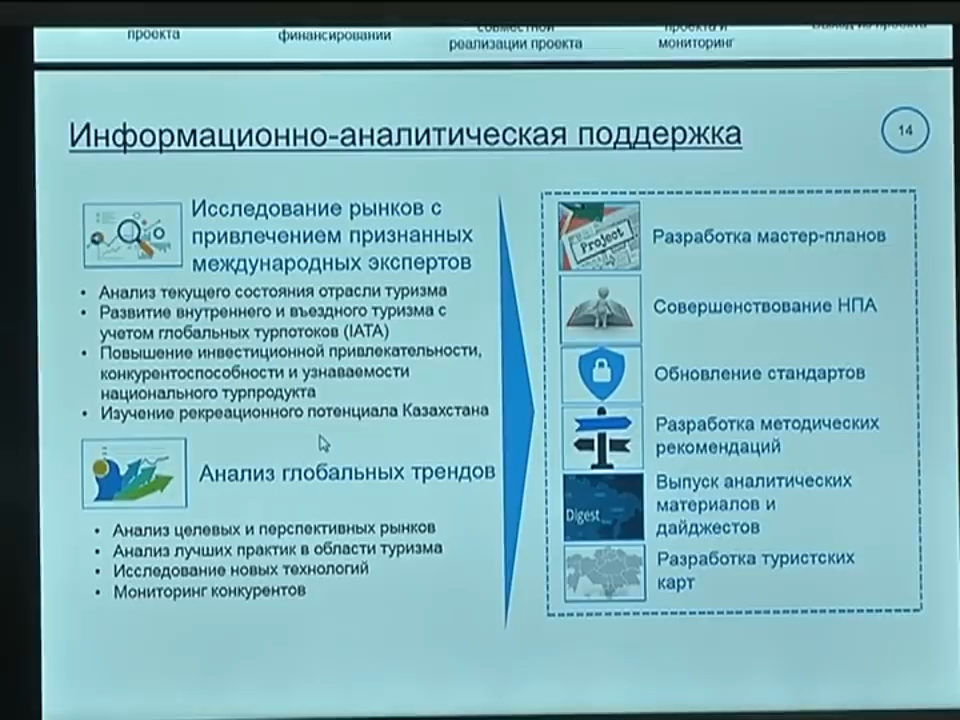 проекта
финансировании
совместной
реализации проекта
проекта и
мониторинг
Информационно-аналитическая поддержка
14
Исследование рынков с
привлечением признанных
международных экспертов
• Анализ текущего состояния отрасли туризма
• Развитие внутреннего и въездного туризма с
учетом глобальных турпотоков (IATA)
• Повышение инвестиционной привлекательности,
конкурентоспособности и узнаваемости
национального турпродукта
• Изучение рекреационного потенциала Казахстана
Анализ глобальных трендов
• Анализ целевых и перспективных рынков
• Анализ лучших практик в области туризма
• Исследование новых технологий
• Мониторинг конкурентов
Project
Разработка мастер-планов
Совершенствование НПА
Обновление стандартов
Разработка методических
рекомендаций
Digest
Выпуск аналитических
материалов и
дайджестов
Разработка туристских
карт